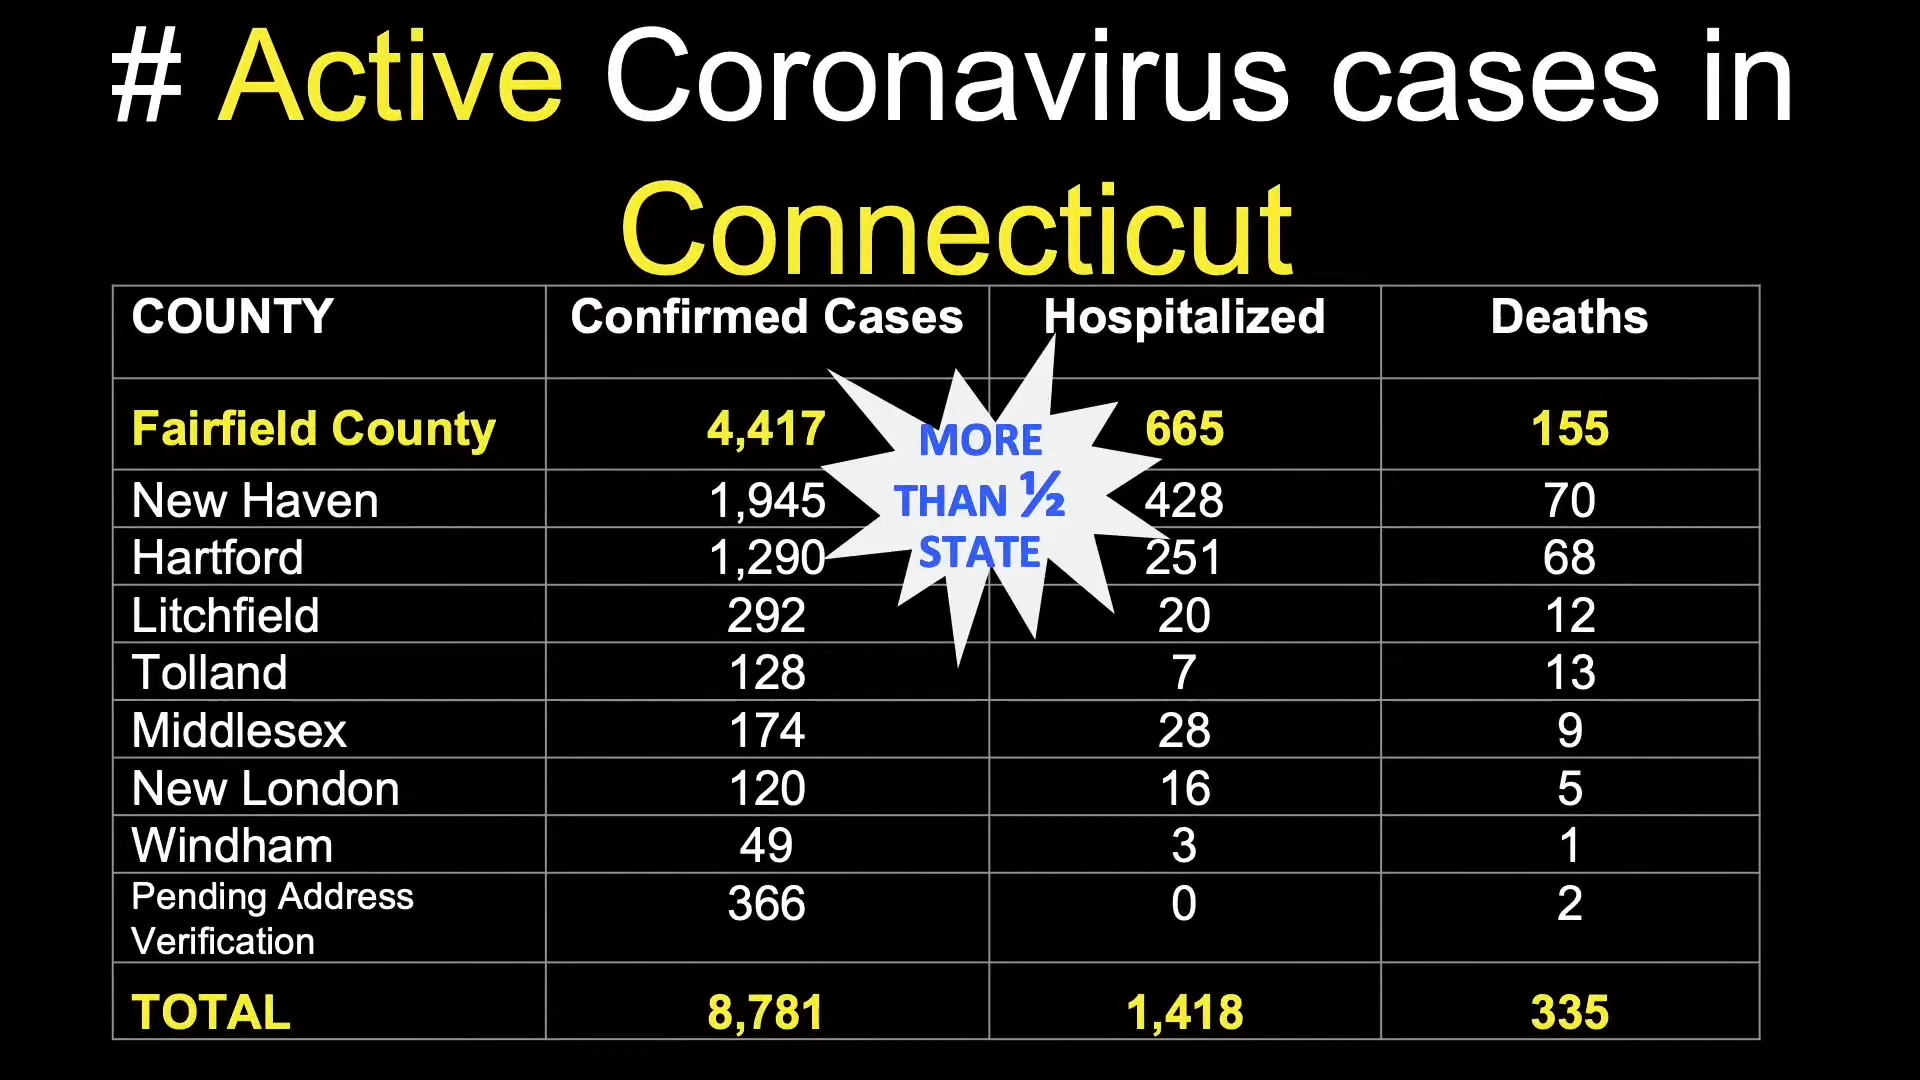 # Active Coronavirus cases in
Connecticut
COUNTY Confirmed Cases Hospitalized Deaths
Fairfield County 4,417 665 155
MORE
THAN ½
STATE
New Haven 1,945 428 70
Hartford 1,290 251 68
Litchfield 292 20 12
Tolland 128 7 13
Middlesex 174 28 9
New London 120 16 5
Windham 49 3 1
Pending Address
Verification 366 0 2
TOTAL 8,781 1,418 335